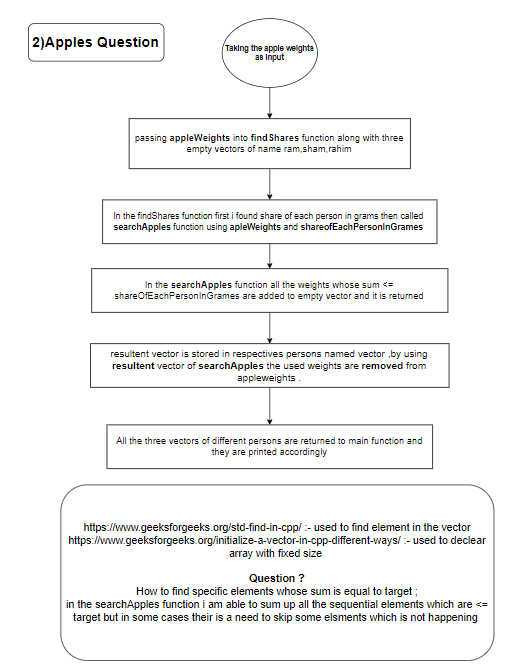 2)Apples Question
Taking the apple weights
as input
passing appleWeights into findShares function along with three
empty vectors of name ram,sham,rahim
In the findShares function first i found share of each person in grams then called
searchApples function using apleWeights and shareofEachPersonInGrames
In the searchApples function all the weights whose sum <=
shareOfEachPersonInGrames are added to empty vector and it is returned
resultent vector is stored in respectives persons named vector ,by using
resultent vector of searchApples the used weights are removed from
appleweights .
All the three vectors of different persons are returned to main function and
they are printed accordingly
https://www.geeksforgeeks.org/std-find-in-cpp/ :- used to find element in the vector
https://www.geeksforgeeks.org/initialize-a-vector-in-cpp-different-ways/ :- used to declear
array with fixed size
Question ?
How to find specific elements whose sum is equal to target ;
in the searchApples function i am able to sum up all the sequential elements which are <=
target but in some cases their is a need to skip some elsments which is not happening